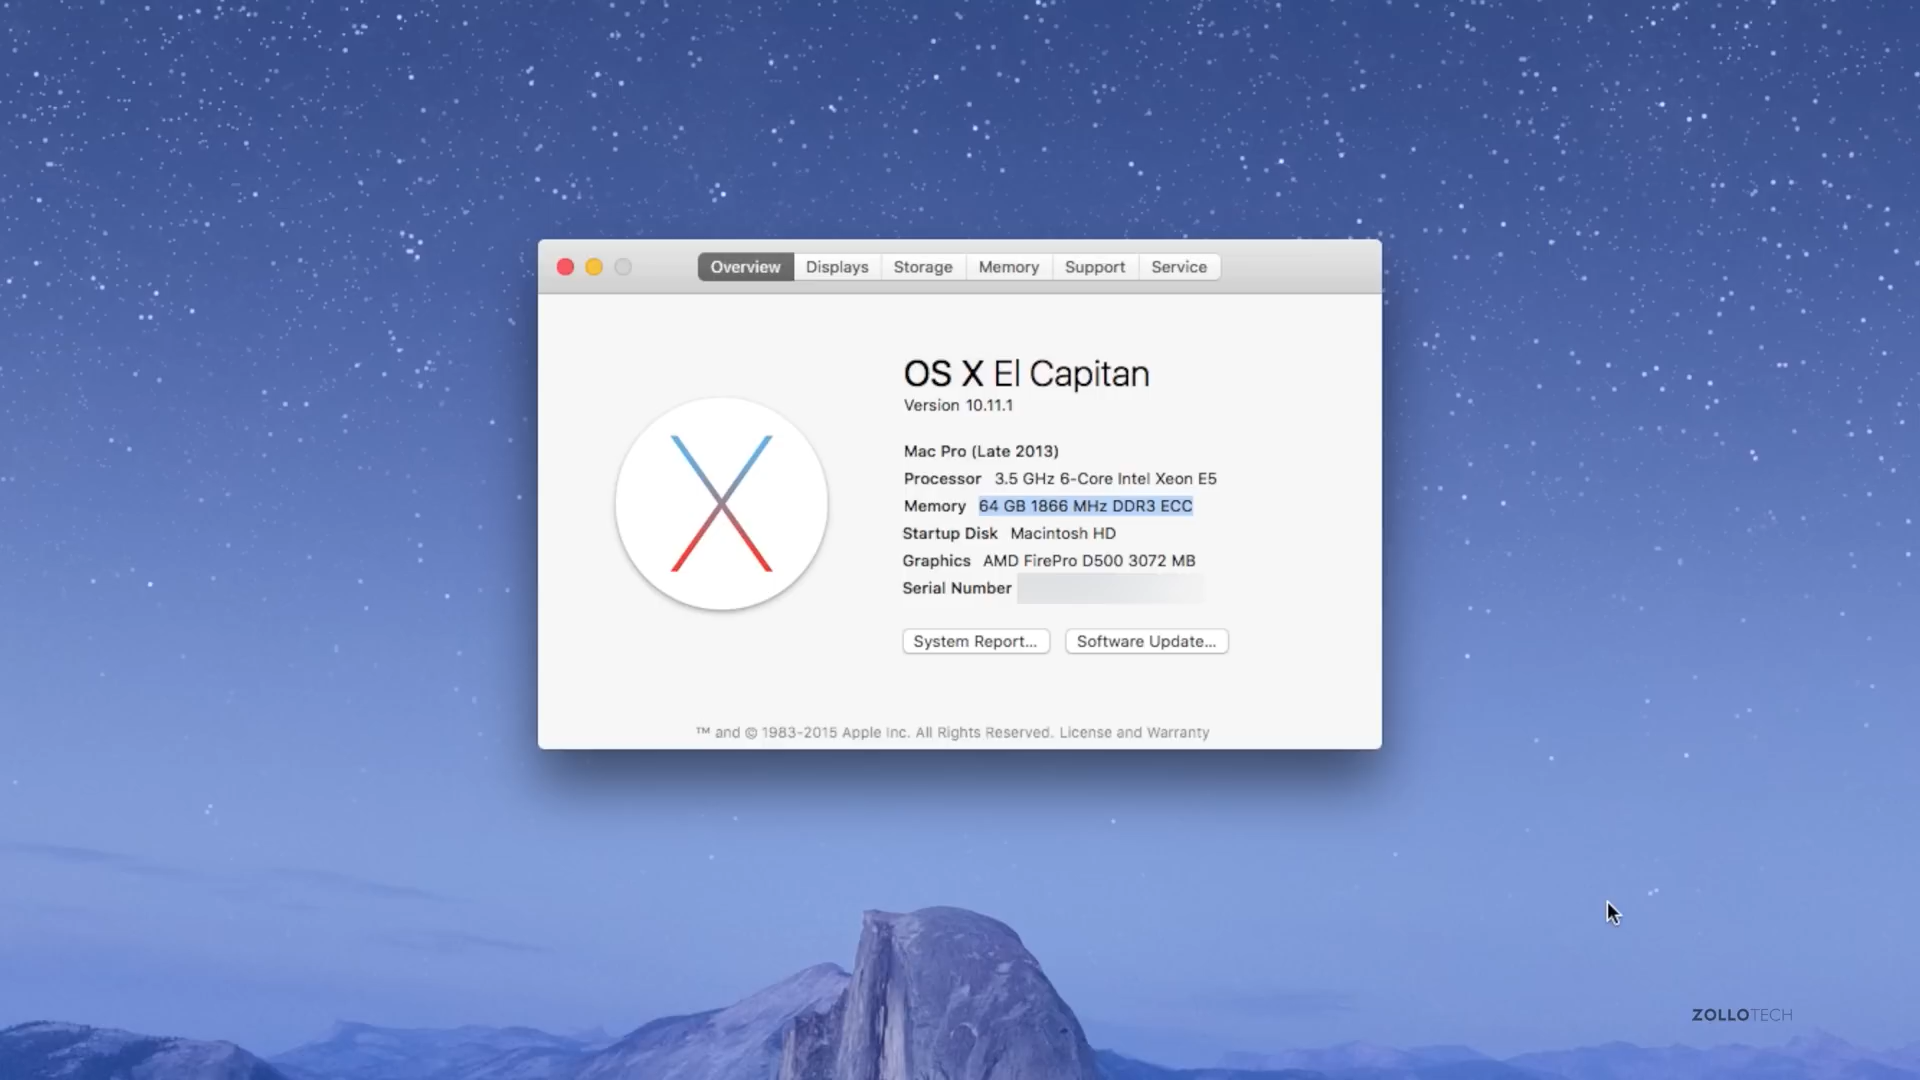 Overview Displays Storage Memory Support Service
OS X El Capitan
Version 10.11.1
Mac Pro (Late 2013)
Processor 3.5 GHz 6-Core Intel Xeon E5
Memory 64 GB 1866 MHz DDR3 ECC
Startup Disk Macintosh HD
Graphics AMD FirePro D500 3072 MB
Serial Number
System Report... Software Update...
™ and © 1983-2015 Apple Inc. All Rights Reserved. License and Warranty
ZOLLOTECH